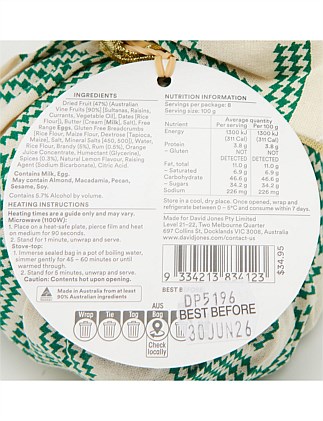 INGREDIENTS
Dried Fruit (47%) (Australian
Vine Fruits [90%] [Sultanas, Raisins,
Currants, Vegetable Oil], Dates [Rice
Flour]), Butter (Cream [Milk], Salt), Free
Range Eggs, Gluten Free Breadcrumbs
(Rice Flour, Maize Flour, Dextrose [Tapioca,
Maize], Salt, Mineral Salts [450, 500]), Water,
Rice Flour, Brandy (6%), Rum (0.8%), Orange
Juice Concentrate, Humectant (Glycerine),
Spices (0.3%), Natural Lemon Flavour, Raising
Agent (Sodium Bicarbonate), Citric Acid.
Contains Milk, Egg.
May contain Almond, Macadamia, Pecan,
Sesame, Soy.
Contains 5.7% Alcohol by volume.
HEATING INSTRUCTIONS
Heating times are a guide only and may vary.
Microwave (1100W):
1. Place on a heat-safe plate, pierce film and heat
on medium for 90 seconds.
2. Stand for 1 minute, unwrap and serve.
Stove-top:
1. Immerse sealed bag in a pot of boiling water,
simmer gently for 45 – 60 minutes or until
warmed through.
2. Stand for 5 minutes, unwrap and serve.
Caution: Contents hot upon opening.
Made in Australia from at least
90% Australian ingredients
NUTRITION INFORMATION
Servings per package: 8
Serving size: 100 g
Average Quantity
Per serving Per 100 g
Nutrient
Energy 1300 kJ 1300 kJ
(311 Cal) (311 Cal)
Protein 3.8 g 3.8 g
Gluten NOT NOT
DETECTED DETECTED
Fat, total 11.0 g 11.0 g
– Saturated 6.9 g 6.9 g
Carbohydrate 46.6 g 46.6 g
– Sugars 34.2 g 34.2 g
Sodium 226 mg 226 mg
Store in a cool, dry place. Once opened, wrap and
refrigerate between 0 – 5°C and consume within 7 days.
Made for David Jones Pty Limited
Level 21–22, Two Melbourne Quarter
697 Collins St, Docklands VIC 3008, Australia
davidjones.com/contact-us
9 334213 834123
$34.95
BEST B
DP5196
BEST BEFORE
30JUN26
Wrap Tie Tag
AUS
Bag
Check
locally